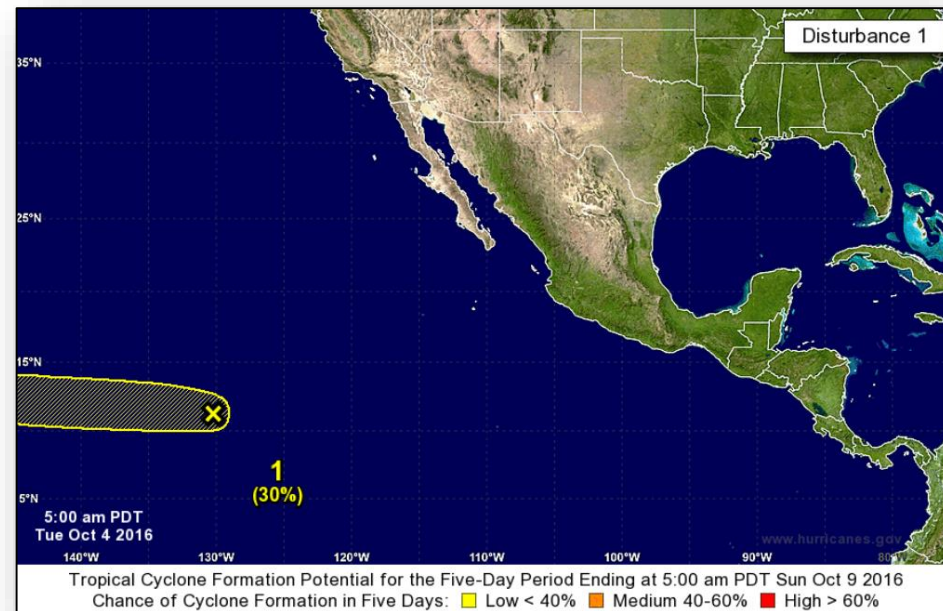 Disturbance 1
35°N
25°N
15°N
1
(30%)
5°N
5:00 am PDT
Tue Oct 4 2016
www.hurricanes.gov
140°W 130°W 120°W 110°W 100°W 90°W 80°W
Tropical Cyclone Formation Potential for the Five-Day Period Ending at 5:00 am PDT Sun Oct 9 2016
Chance of Cyclone Formation in Five Days: Low < 40% Medium 40-60% High > 60%